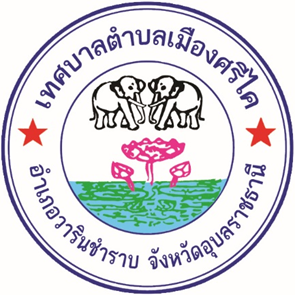 เทศบาลตำบลเมืองศรีไค
อำเภอวารินชำราบ จังหวัดอุบลราชธานี